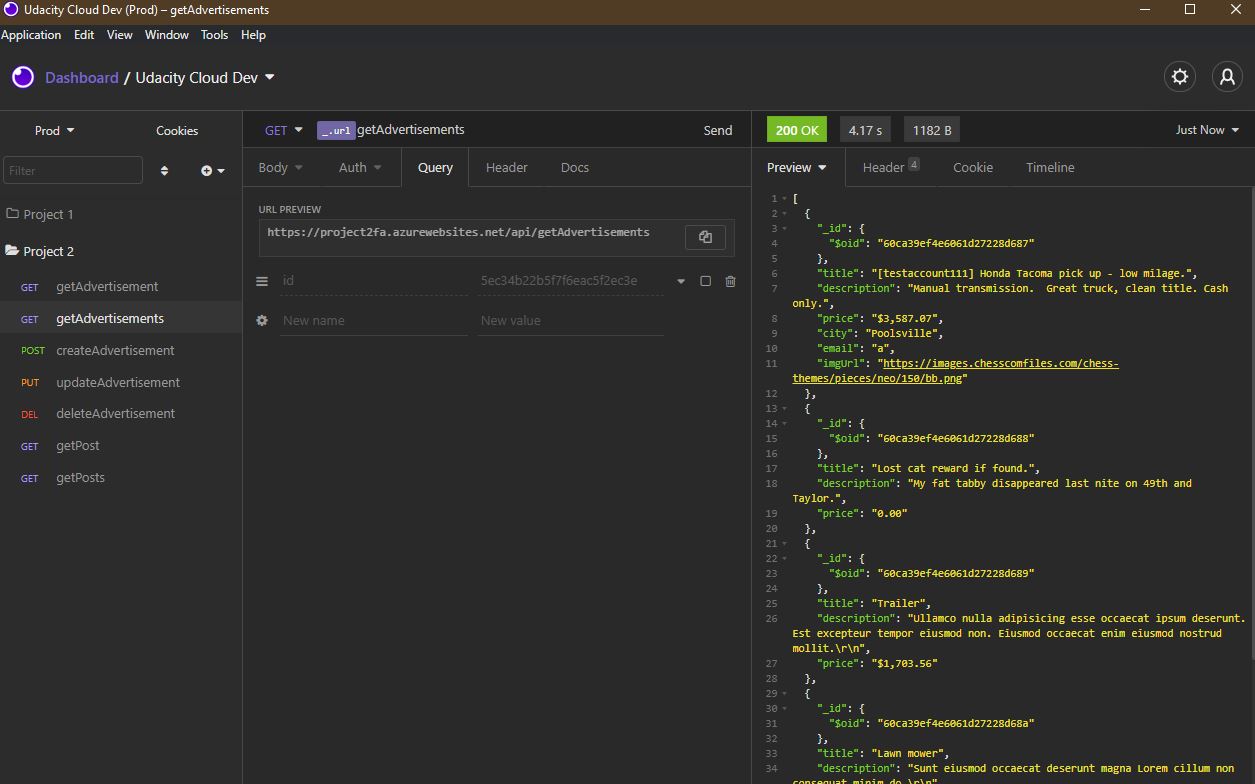 Udacity Cloud Dev (Prod) – getAdvertisements
Application Edit View Window Tools Help
Dashboard / Udacity Cloud Dev
Prod Cookies
Filter
Project 1
Project 2
GET getAdvertisement
GET getAdvertisements
POST createAdvertisement
PUT updateAdvertisement
DEL deleteAdvertisement
GET getPost
GET getPosts
GET _.url getAdvertisements Send
Body Auth Query Header Docs
URL PREVIEW
https://project2fa.azurewebsites.net/api/getAdvertisements
id 5ec34b22b5f7f6eac5f2ec3e
New name New value
200 OK 4.17 s 1182 B Just Now
Preview Header 4 Cookie Timeline
1 [
2 {
3 "_id": {
4 "$oid": "60ca39ef4e6061d27228d687"
5 },
6 "title": "[testaccount111] Honda Tacoma pick up - low milage.",
7 "description": "Manual transmission.  Great truck, clean title. Cash
only.",
8 "price": "$3,587.07",
9 "city": "Poolsville",
10 "email": "a",
11 "imgUrl": "https://images.chesscomfiles.com/chess-
themes/pieces/neo/150/bb.png"
12 },
13 {
14 "_id": {
15 "$oid": "60ca39ef4e6061d27228d688"
16 },
17 "title": "Lost cat reward if found.",
18 "description": "My fat tabby disappeared last nite on 49th and
Taylor.",
19 "price": "0.00"
20 },
21 {
22 "_id": {
23 "$oid": "60ca39ef4e6061d27228d689"
24 },
25 "title": "Trailer",
26 "description": "Ullamco nulla adipisicing esse occaecat ipsum deserunt.
Est excepteur tempor eiusmod non. Eiusmod occaecat enim eiusmod nostrud
mollit.\r\n",
27 "price": "$1,703.56"
28 },
29 {
30 "_id": {
31 "$oid": "60ca39ef4e6061d27228d68a"
32 },
33 "title": "Lawn mower",
34 "description": "Sunt eiusmod occaecat deserunt magna Lorem cillum non
consequat minim do.\r\n"